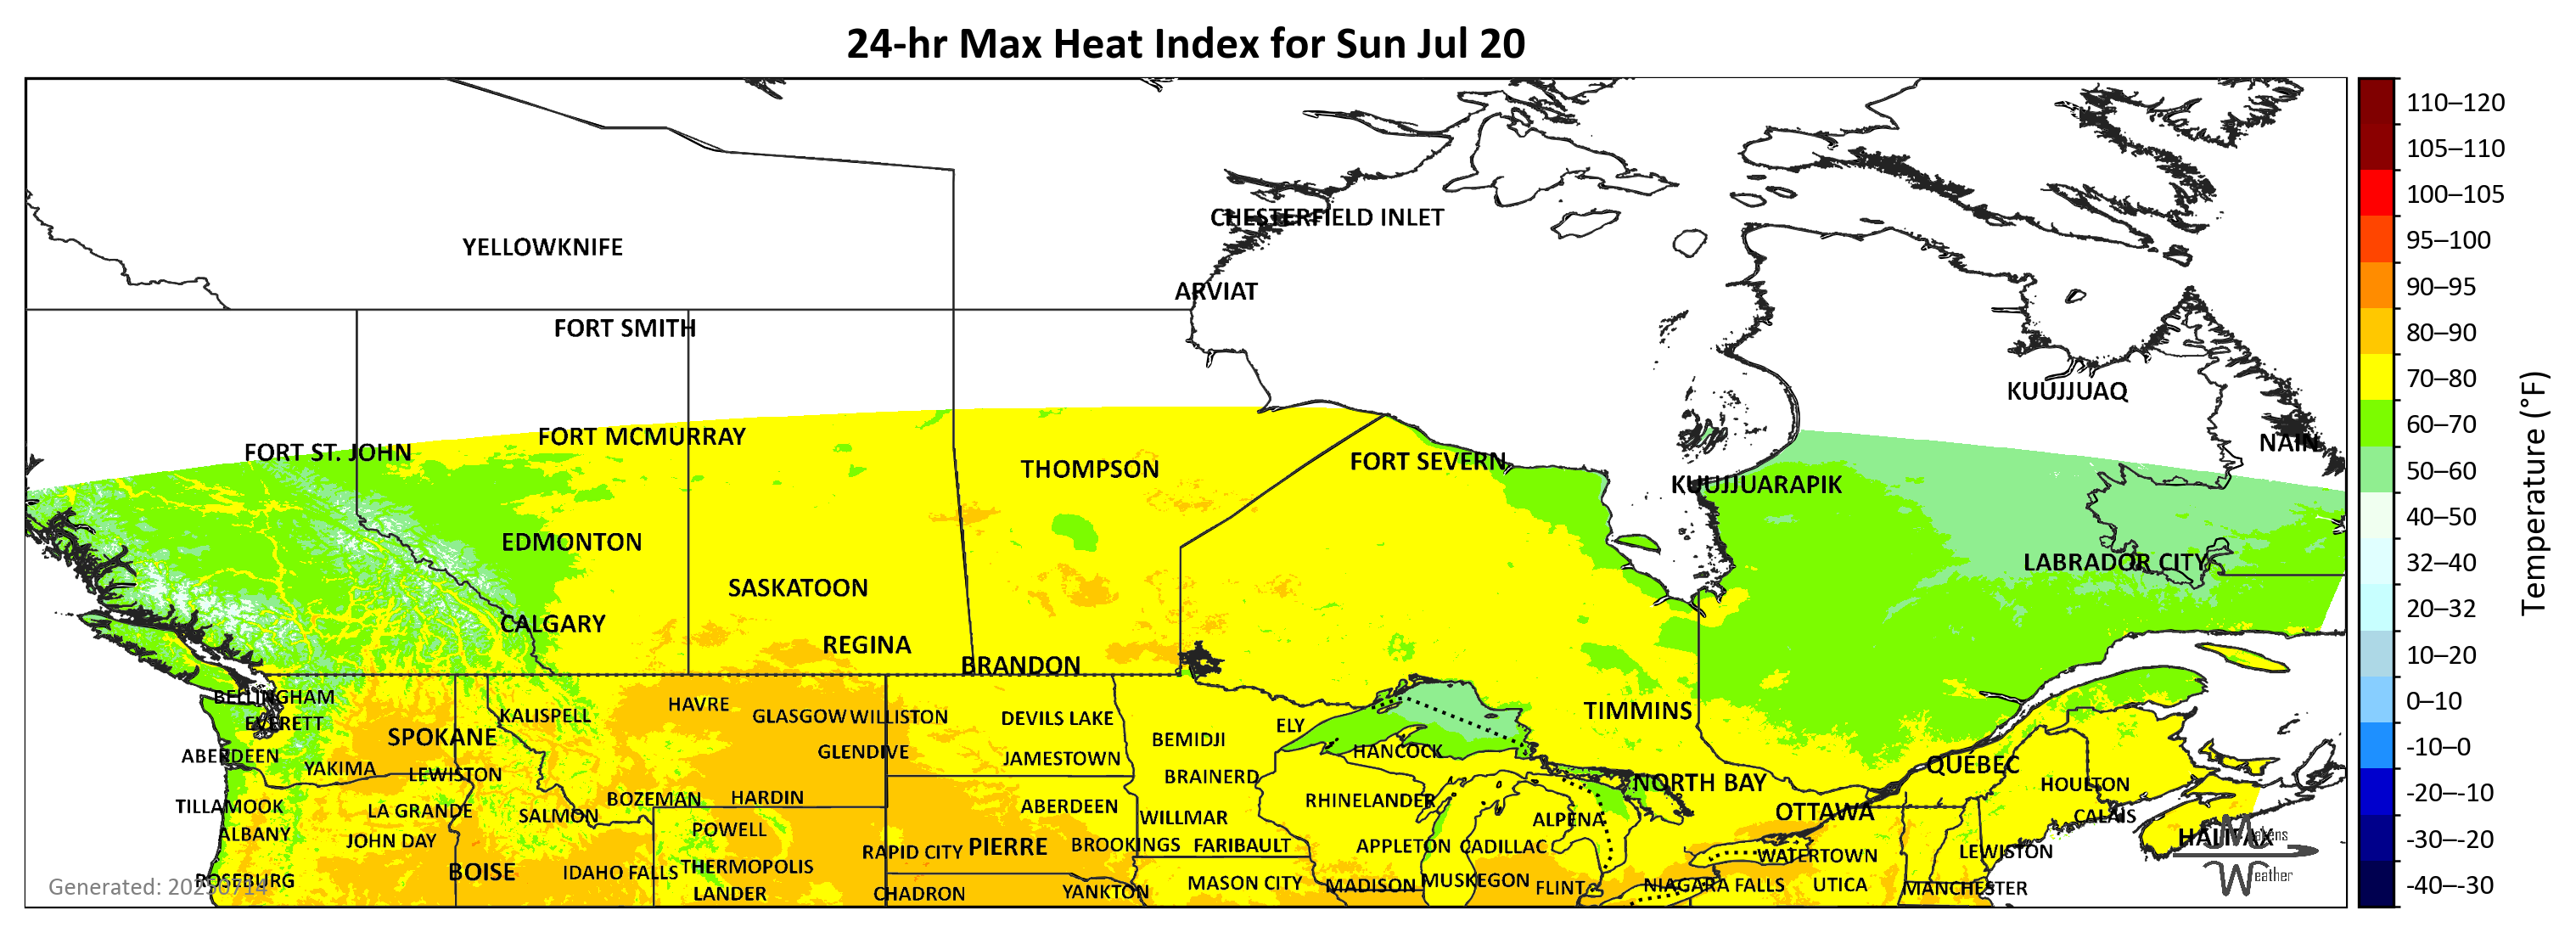 24-hr Max Heat Index for Sun Jul 20
CHESTERFIELD INLET
YELLOWKNIFE
ARVIAT
FORT SMITH
KUUJJUAQ
FORT MCMURRAY
NAIN
FORT ST. JOHN
FORT SEVERN
THOMPSON
KUUJJUARAPIK
EDMONTON
LABRADOR CITY
SASKATOON
CALGARY
REGINA
BRANDON
BELLINGHAM
HAVRE
TIMMINS
KALISPELL
GLASGOW
WILLISTON
DEVILS LAKE
EVERETT
ELY
SPOKANE
BEMIDJI
HANCOCK
GLENDIVE
ABERDEEN
JAMESTOWN
QUÉBEC
YAKIMA
LEWISTON
BRAINERD
NORTH BAY
HOULTON
BOZEMAN
HARDIN
RHINELANDER
TILLAMOOK
LA GRANDE
ABERDEEN
OTTAWA
SALMON
WILLMAR
ALPENA
CALAIS
ALBANY
POWELL
HALIFAX
JOHN DAY
PIERRE
BROOKINGS
FARIBAULT
APPLETON
CADILLAC
RAPID CITY
WATERTOWN
LEWISTON
BOISE
IDAHO FALLS
THERMOPOLIS
ROSEBURG
MASON CITY
MADISON
MUSKEGON
FLINT
NIAGARA FALLS
UTICA
MANCHESTER
LANDER
CHADRON
YANKTON
Generated: 20250714
Makens
Weather
110–120
105–110
100–105
95–100
90–95
80–90
70–80
60–70
50–60
40–50
32–40
20–32
10–20
0–10
-10–0
-20–-10
-30–-20
-40–-30
Temperature (°F)